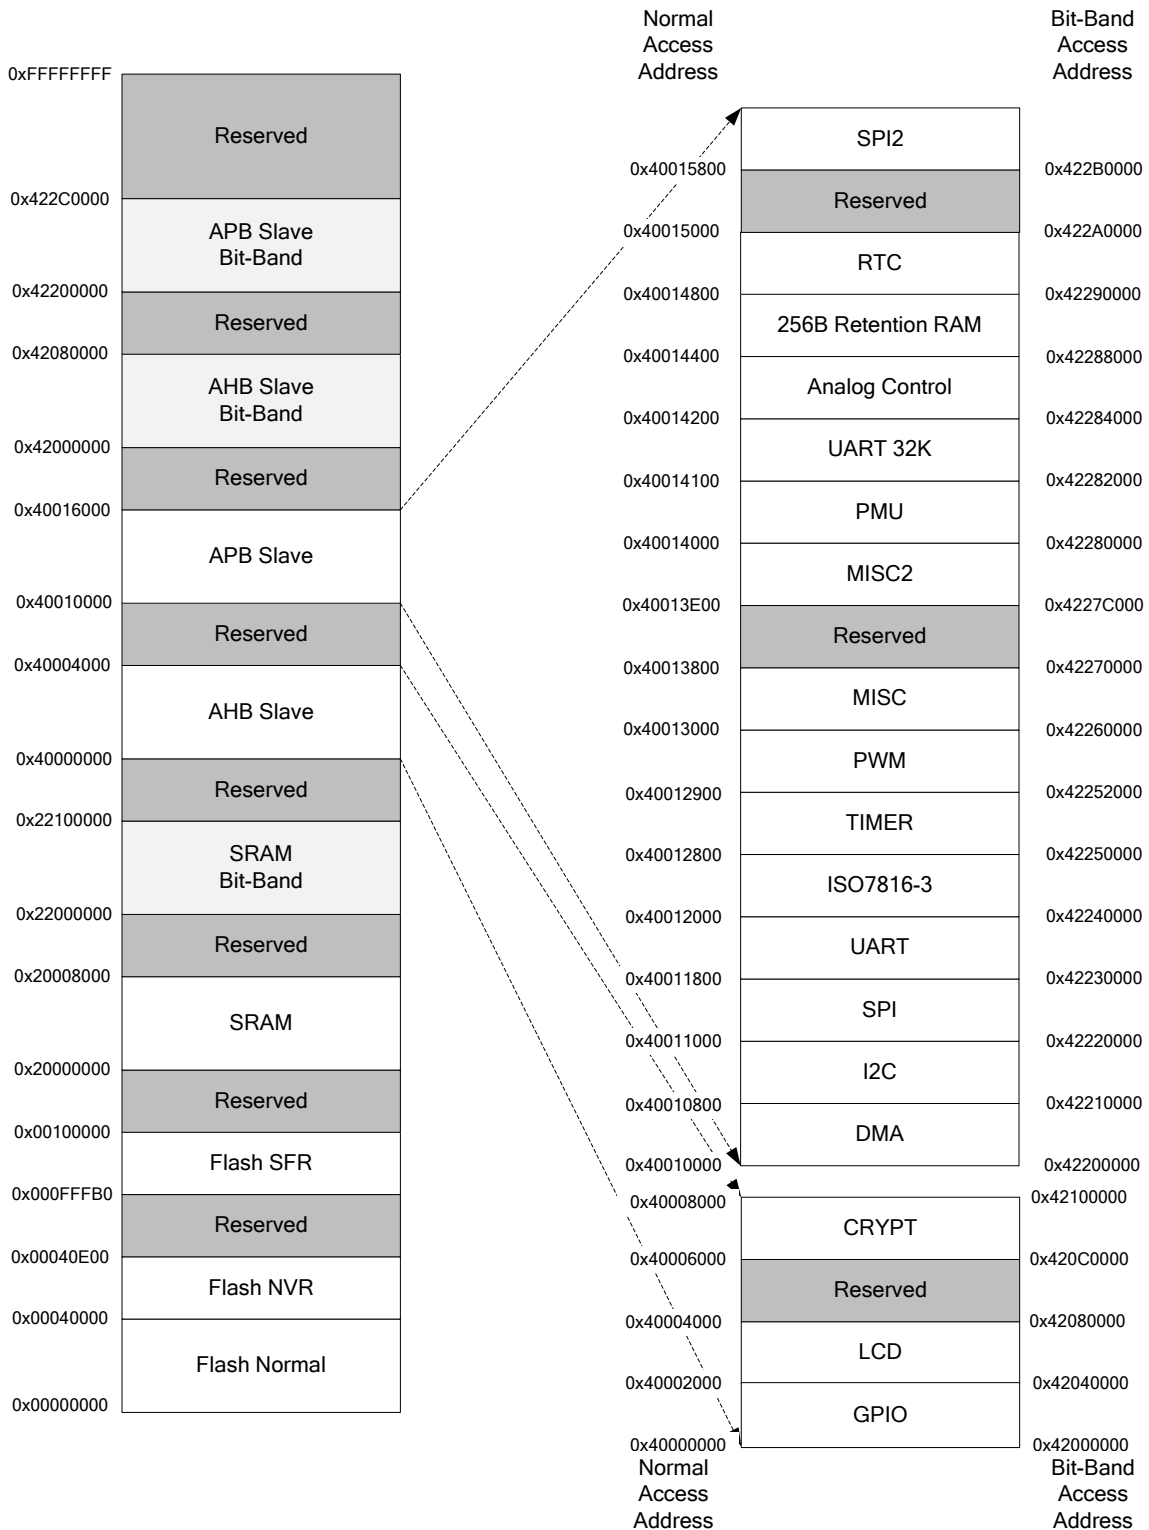 0xFFFFFFFF
Reserved
0x422C0000
APB Slave
Bit-Band
0x42200000
Reserved
0x42080000
AHB Slave
Bit-Band
0x42000000
Reserved
0x40016000
APB Slave
0x40010000
Reserved
0x40004000
AHB Slave
0x40000000
Reserved
0x22100000
SRAM
Bit-Band
0x22000000
Reserved
0x20008000
SRAM
0x20000000
Reserved
0x00100000
Flash SFR
0x000FFFB0
Reserved
0x00040E00
Flash NVR
0x00040000
Flash Normal
0x00000000
Normal
Access
Address
Bit-Band
Access
Address
SPI2
0x40015800 0x422B0000
Reserved
0x40015000 0x422A0000
RTC
0x40014800 0x42290000
256B Retention RAM
0x40014400 0x42288000
Analog Control
0x40014200 0x42284000
UART 32K
0x40014100 0x42282000
PMU
0x40014000 0x42280000
MISC2
0x40013E00 0x4227C000
Reserved
0x40013800 0x42270000
MISC
0x40013000 0x42260000
PWM
0x40012900 0x42252000
TIMER
0x40012800 0x42250000
ISO7816-3
0x40012000 0x42240000
UART
0x40011800 0x42230000
SPI
0x40011000 0x42220000
I2C
0x40010800 0x42210000
DMA
0x40010000 0x42200000
0x40008000 0x42100000
CRYPT
0x40006000 0x420C0000
Reserved
0x40004000 0x42080000
LCD
0x40002000 0x42040000
GPIO
0x40000000 0x42000000
Normal
Access
Address
Bit-Band
Access
Address